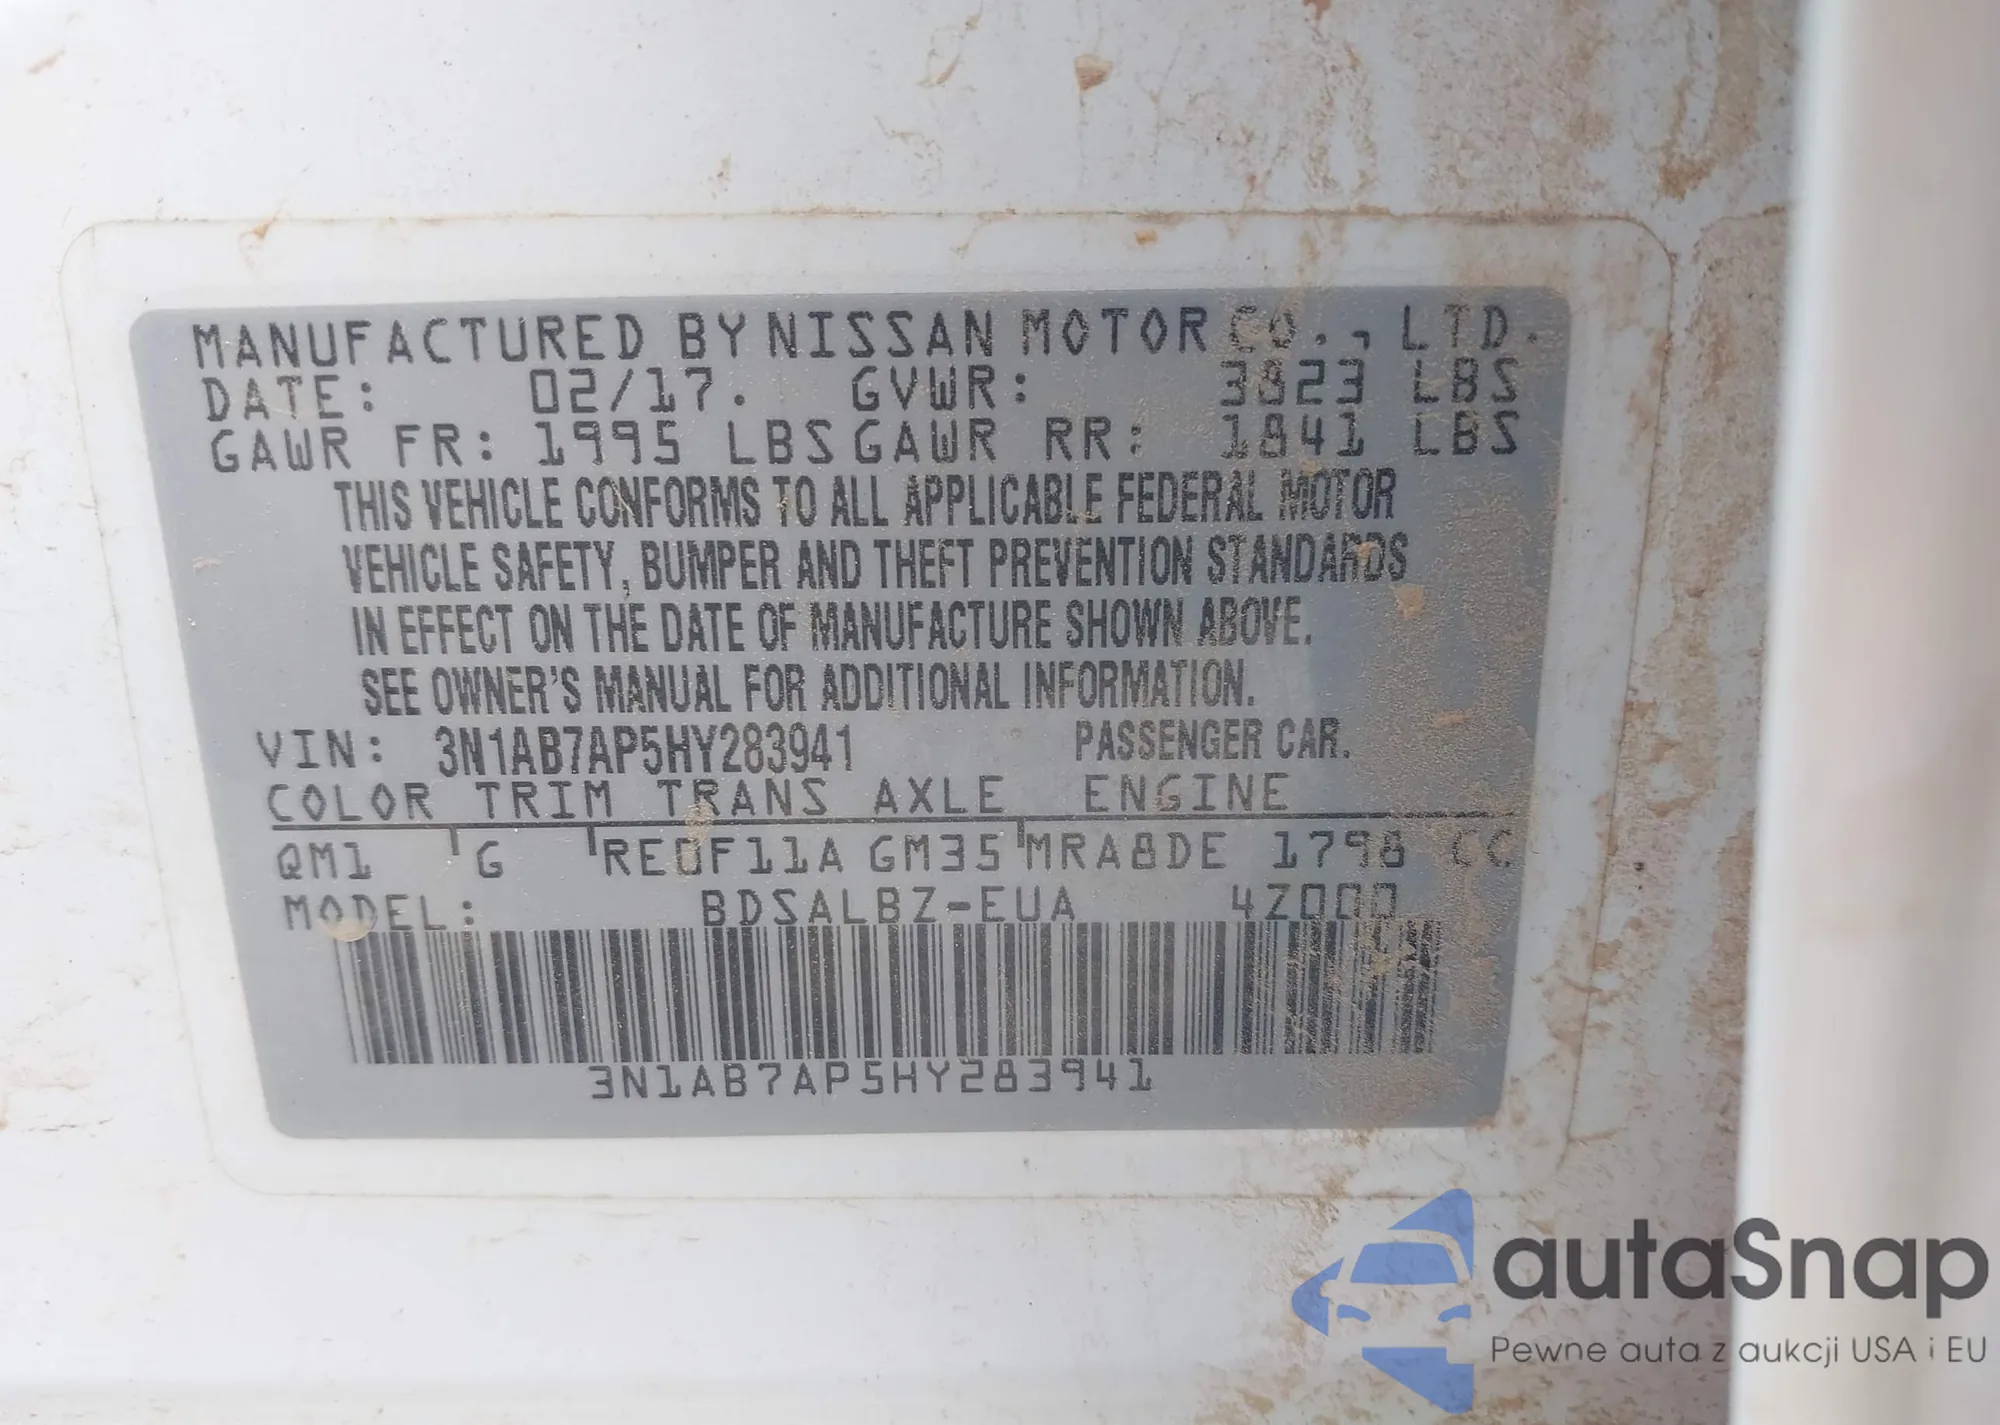 MANUFACTURED BY NISSAN MOTOR CO., LTD.
DATE: 02/17. GVWR: 3823 LBS
GAWR FR: 1995 LBS GAWR RR: 1841 LBS
THIS VEHICLE CONFORMS TO ALL APPLICABLE FEDERAL MOTOR
VEHICLE SAFETY, BUMPER AND THEFT PREVENTION STANDARDS
IN EFFECT ON THE DATE OF MANUFACTURE SHOWN ABOVE.
SEE OWNER'S MANUAL FOR ADDITIONAL INFORMATION.
VIN: 3N1AB7AP5HY283941 PASSENGER CAR.
COLOR TRIM TRANS AXLE ENGINE
QM1 G RE0F11A GM35 MRA8DE 1798 CC
MODEL: BDSALBZ-EUA 4Z000
3N1AB7AP5HY283941
autaSnap
Pewne auta z aukcji USA i EU